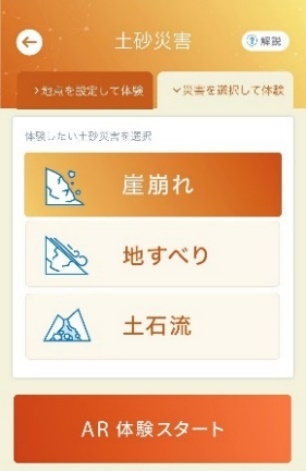 土砂災害
解説
地点を設定して体験
災害を選択して体験
体験したい土砂災害を選択
崖崩れ
地すべり
土石流
AR 体験スタート